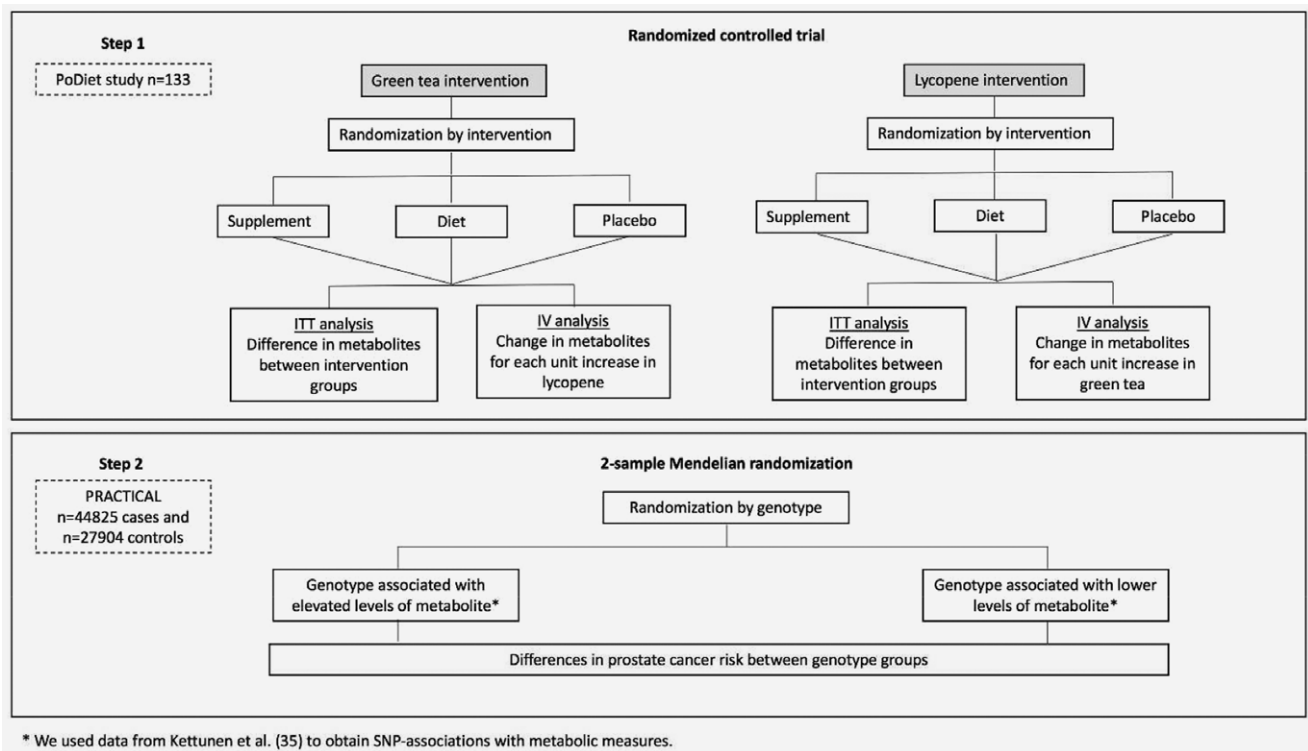 Step 1
Randomized controlled trial
PoDiet study n=133
Green tea intervention
Lycopene intervention
Randomization by intervention
Randomization by intervention
Supplement
Diet
Placebo
Supplement
Diet
Placebo
ITT analysis
Difference in metabolites
between intervention
groups
IV analysis
Change in metabolites
for each unit increase in
lycopene
ITT analysis
Difference in
metabolites between
intervention groups
IV analysis
Change in metabolites
for each unit increase in
green tea
Step 2
2-sample Mendelian randomization
PRACTICAL
n=44825 cases and
n=27904 controls
Randomization by genotype
Genotype associated with
elevated levels of metabolite*
Genotype associated with lower
levels of metabolite*
Differences in prostate cancer risk between genotype groups
* We used data from Kettunen et al. (35) to obtain SNP-associations with metabolic measures.